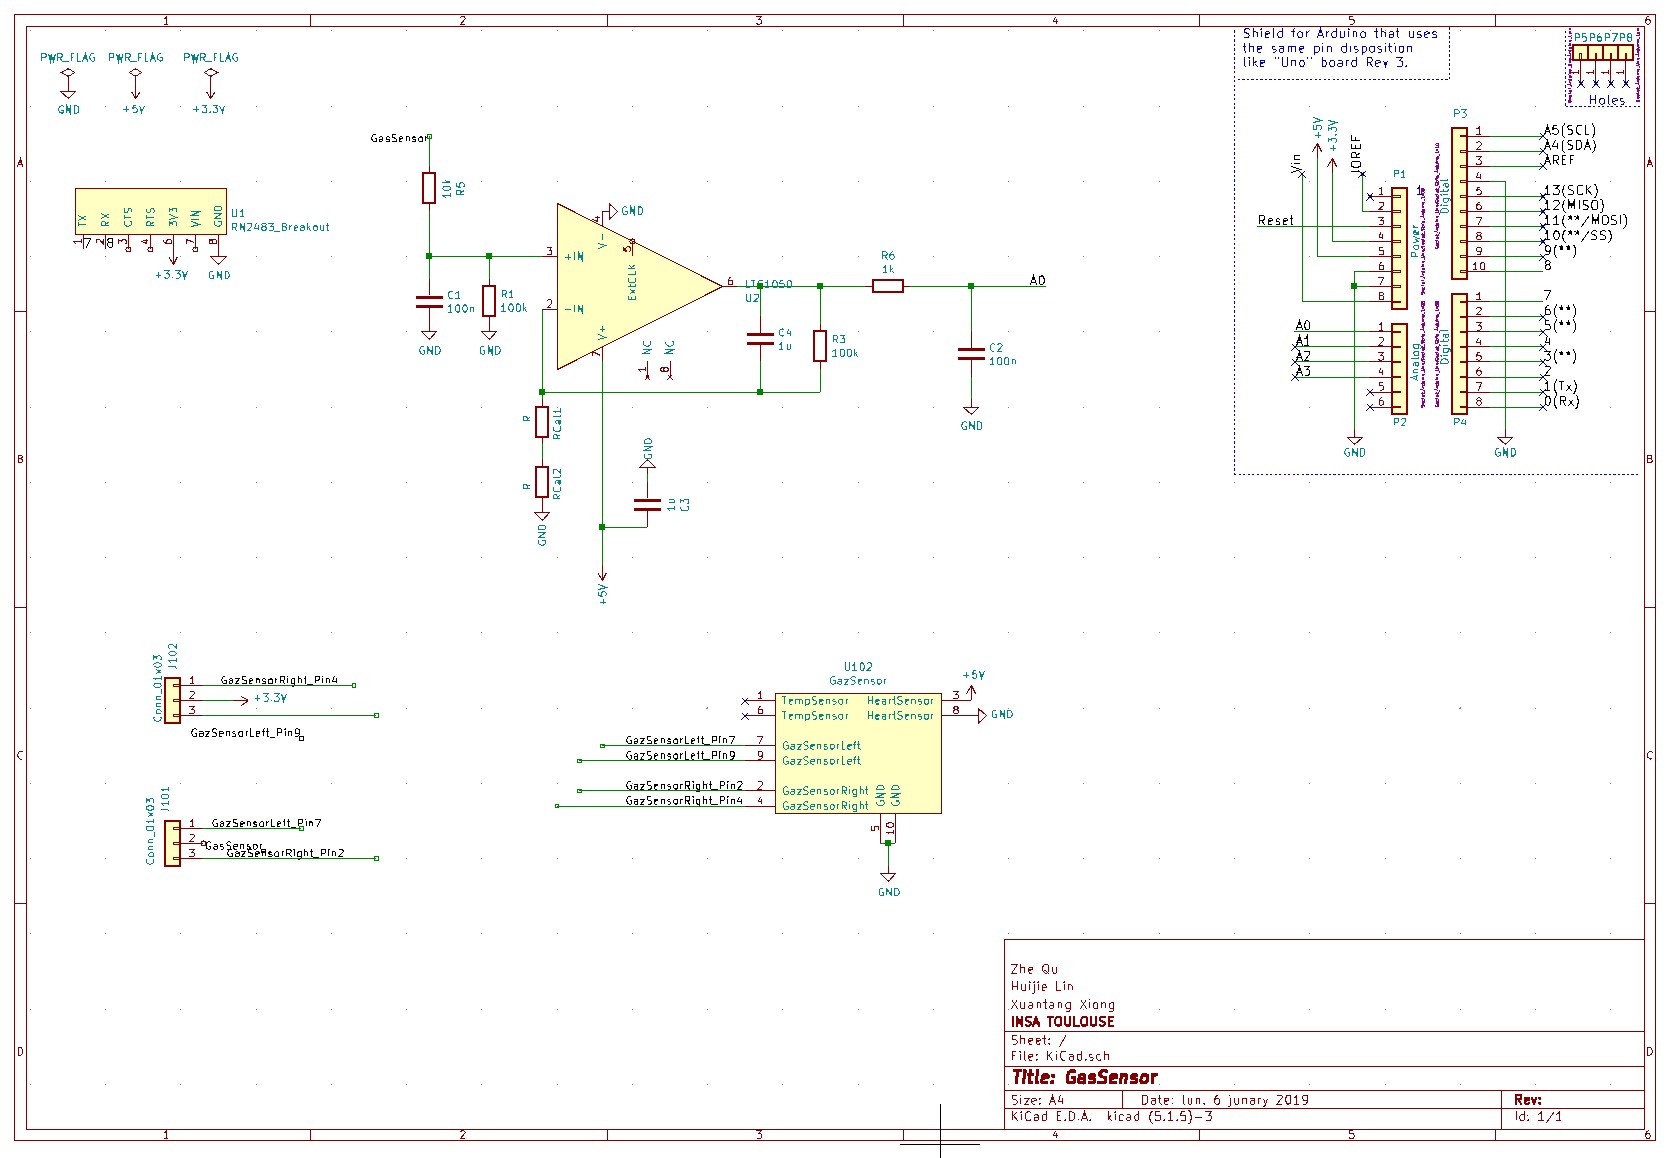 1 2 3 4 5 6
PWR_FLAG PWR_FLAG PWR_FLAG
GND +5V +3.3V
Shield for Arduino that uses
the same pin disposition
like "Uno" board Rev 3.
P5 P6 P7 P8
1 1 1 1
Holes
A A
GasSensor
10k R5
TX RX CTS RTS 3V3 VIN GND
1 2 3 4 6 7 8
7 8
U1
RN2483_Breakout
+3.3V GND
C1
100n
R1
100k
GND GND
3 +IN
2 -IN
4 V-
GND
5 ExtCLK
7 V+
6
LTC1050
U2
1 NC
8 NC
C4
1u
R3
100k
R6
1k
A0
C2
100n
GND
R RCal1
R RCal2
GND
GND
1u C3
+5V
Vin +5V +3.3V IOREF
Reset
P1
1
1
2
3
4
5
6
7
8
Power
A0
A1
A2
A3
1
2
3
4
5
6
Analog
P2
GND
P3
1 A5(SCL)
2 A4(SDA)
3 AREF
4
5 13(SCK)
6 12(MISO)
7 11(**/MOSI)
8 10(**/SS)
9 9(**)
10 8
Digital
1 7
2 6(**)
3 5(**)
4 4
5 3(**)
6 2
7 1(Tx)
8 0(Rx)
Digital
P4
GND
B B
J102
Conn_01x03
1 GazSensorRight_Pin4
2 +3.3V
3
GazSensorLeft_Pin9
J101
Conn_01x03
1 GazSensorLeft_Pin7
2 GasSensor
3 GazSensorRight_Pin2
U102
GazSensor
1 TempSensor HeartSensor 3 +5V
6 TempSensor HeartSensor 8 GND
GazSensorLeft_Pin7 7 GazSensorLeft
GazSensorLeft_Pin9 9 GazSensorLeft
GazSensorRight_Pin2 2 GazSensorRight
GazSensorRight_Pin4 4 GazSensorRight
GND GND
5 10
GND
C C
Zhe Qu
Huijie Lin
Xuantang Xiong
INSA TOULOUSE
Sheet: /
File: KiCad.sch
Title: GasSensor
Size: A4 Date: lun. 6 junary 2019 Rev:
KiCad E.D.A. kicad (5.1.5)-3 Id: 1/1
D D
1 2 3 4 5 6